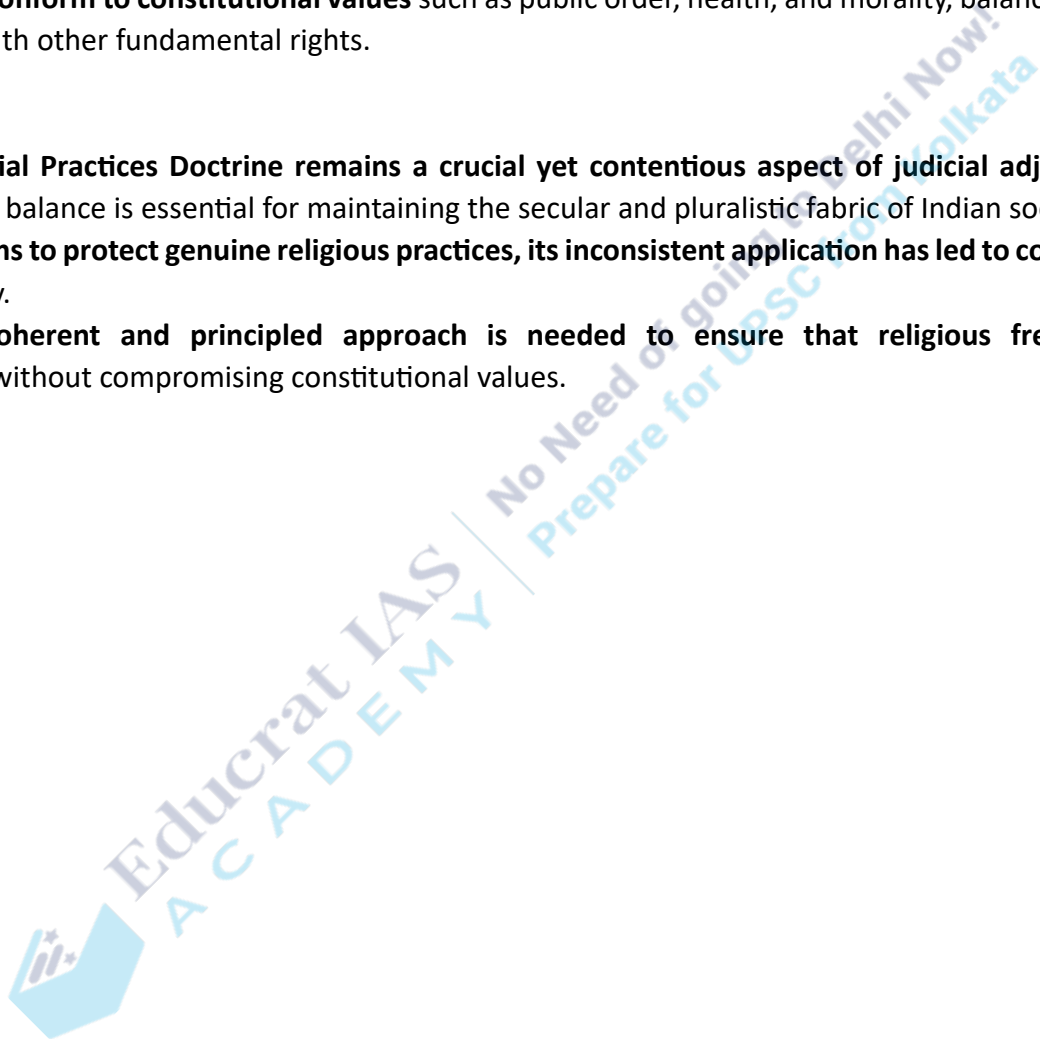 onform to constitutional values such as public order, health, and morality, balanc
th other fundamental rights.
ial Practices Doctrine remains a crucial yet contentious aspect of judicial adj
balance is essential for maintaining the secular and pluralistic fabric of Indian so
ns to protect genuine religious practices, its inconsistent application has led to co
y.
oherent and principled approach is needed to ensure that religious fre
without compromising constitutional values.
No Need of going to Delhi Now!
Prepare for UPSC from Kolkata
Educrat IAS
ACADEMY